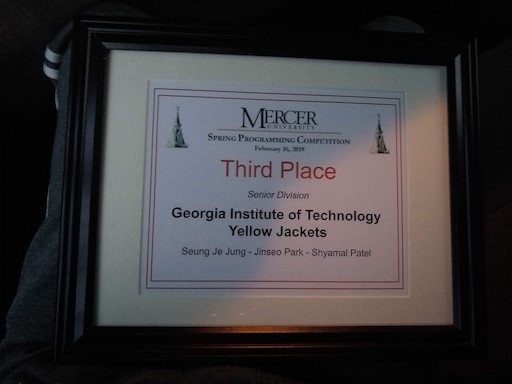 MERCER
UNIVERSITY
SPRING PROGRAMMING COMPETITION
February 16, 2019
Third Place
Senior Division
Georgia Institute of Technology
Yellow Jackets
Seung Je Jung - Jinseo Park - Shyamal Patel